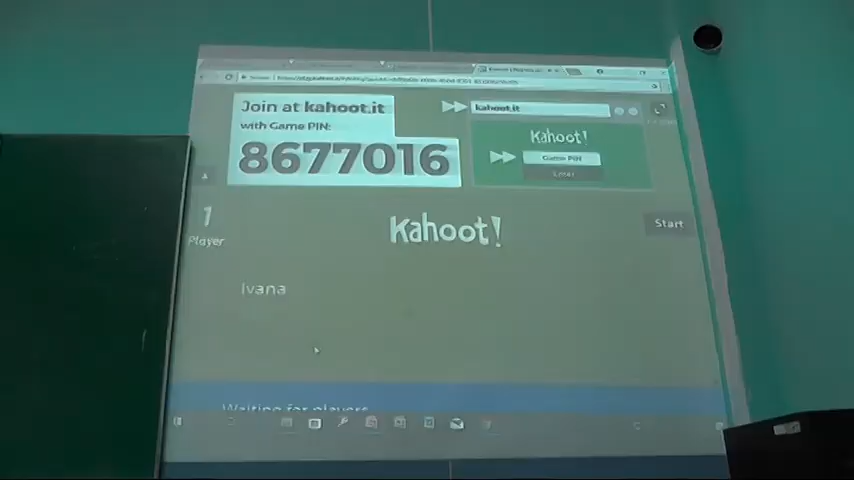 Join at kahoot.it
with Game PIN:
8677016
kahoot.it
Kahoot!
Game PIN
Enter
1
Player
Kahoot!
Start
Ivana
Waiting for players